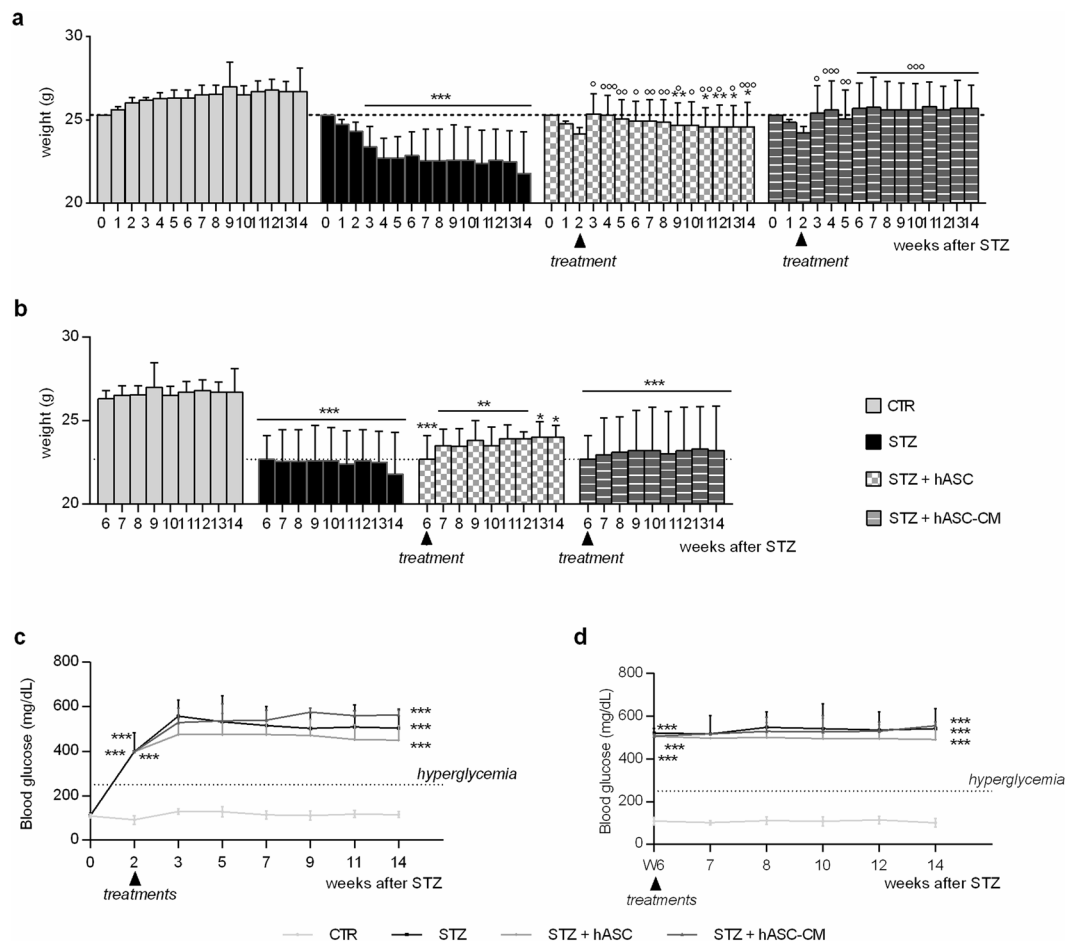 a
30
25
20
weight (g)
*** ° °°° °° ° °° °° °° ** ° °° * °° ** ° * °°° * ° °°° °° °°°
0 1 2 3 4 5 6 7 8 9 10 11 12 13 14 0 1 2 3 4 5 6 7 8 9 10 11 12 13 14 0 1 2 3 4 5 6 7 8 9 10 11 12 13 14 0 1 2 3 4 5 6 7 8 9 10 11 12 13 14
weeks after STZ
treatment treatment
b
30
25
20
weight (g)
*** *** ** * * ***
6 7 8 9 10 11 12 13 14 6 7 8 9 10 11 12 13 14 6 7 8 9 10 11 12 13 14 6 7 8 9 10 11 12 13 14
weeks after STZ
treatment treatment
CTR
STZ
STZ + hASC
STZ + hASC-CM
c
800
600
400
200
0
Blood glucose (mg/dL)
***
*** ***
***
***
***
hyperglycemia
0 2 3 5 7 9 11 14
weeks after STZ
treatments
d
800
600
400
200
0
Blood glucose (mg/dL)
***
***
***
***
***
***
hyperglycemia
W6 7 8 10 12 14
weeks after STZ
treatments
CTR STZ STZ + hASC STZ + hASC-CM